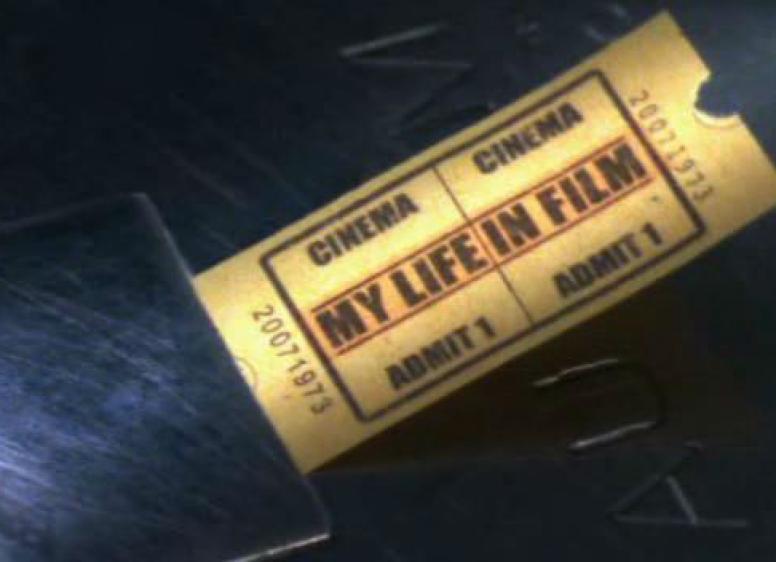 CINEMA CINEMA
MY LIFE IN FILM
ADMIT 1 ADMIT 1
20071973
20071973